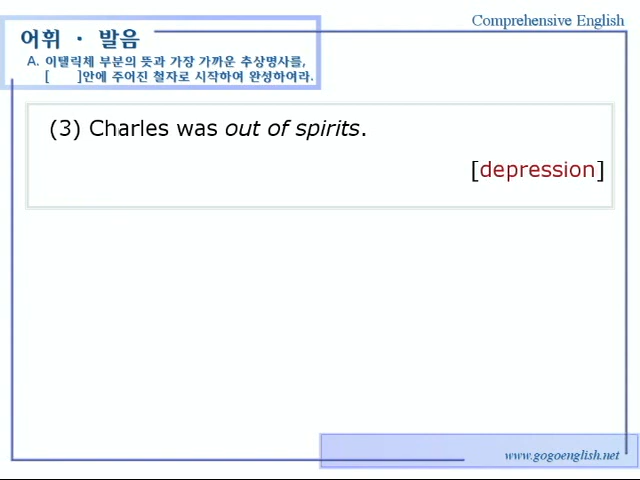 Comprehensive English
어휘 · 발음
A. 이탤릭체 부분의 뜻과 가장 가까운 추상명사를,
[ ]안에 주어진 철자로 시작하여 완성하여라.
(3) Charles was out of spirits.
[depression]
www.gogoenglish.net